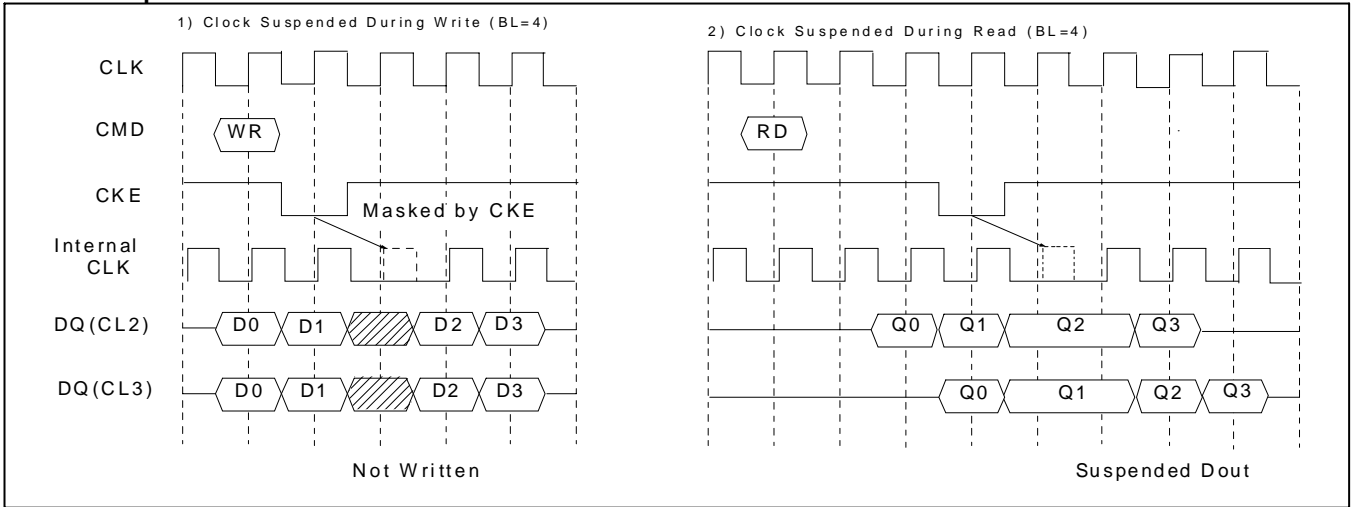 1) Clock Suspended During Write (BL=4)
2) Clock Suspended During Read (BL=4)
CLK
CMD
WR
RD
CKE
Masked by CKE
Internal
CLK
DQ(CL2)
D0 D1 D2 D3
Q0 Q1 Q2 Q3
DQ(CL3)
D0 D1 D2 D3
Q0 Q1 Q2 Q3
Not Written
Suspended Dout